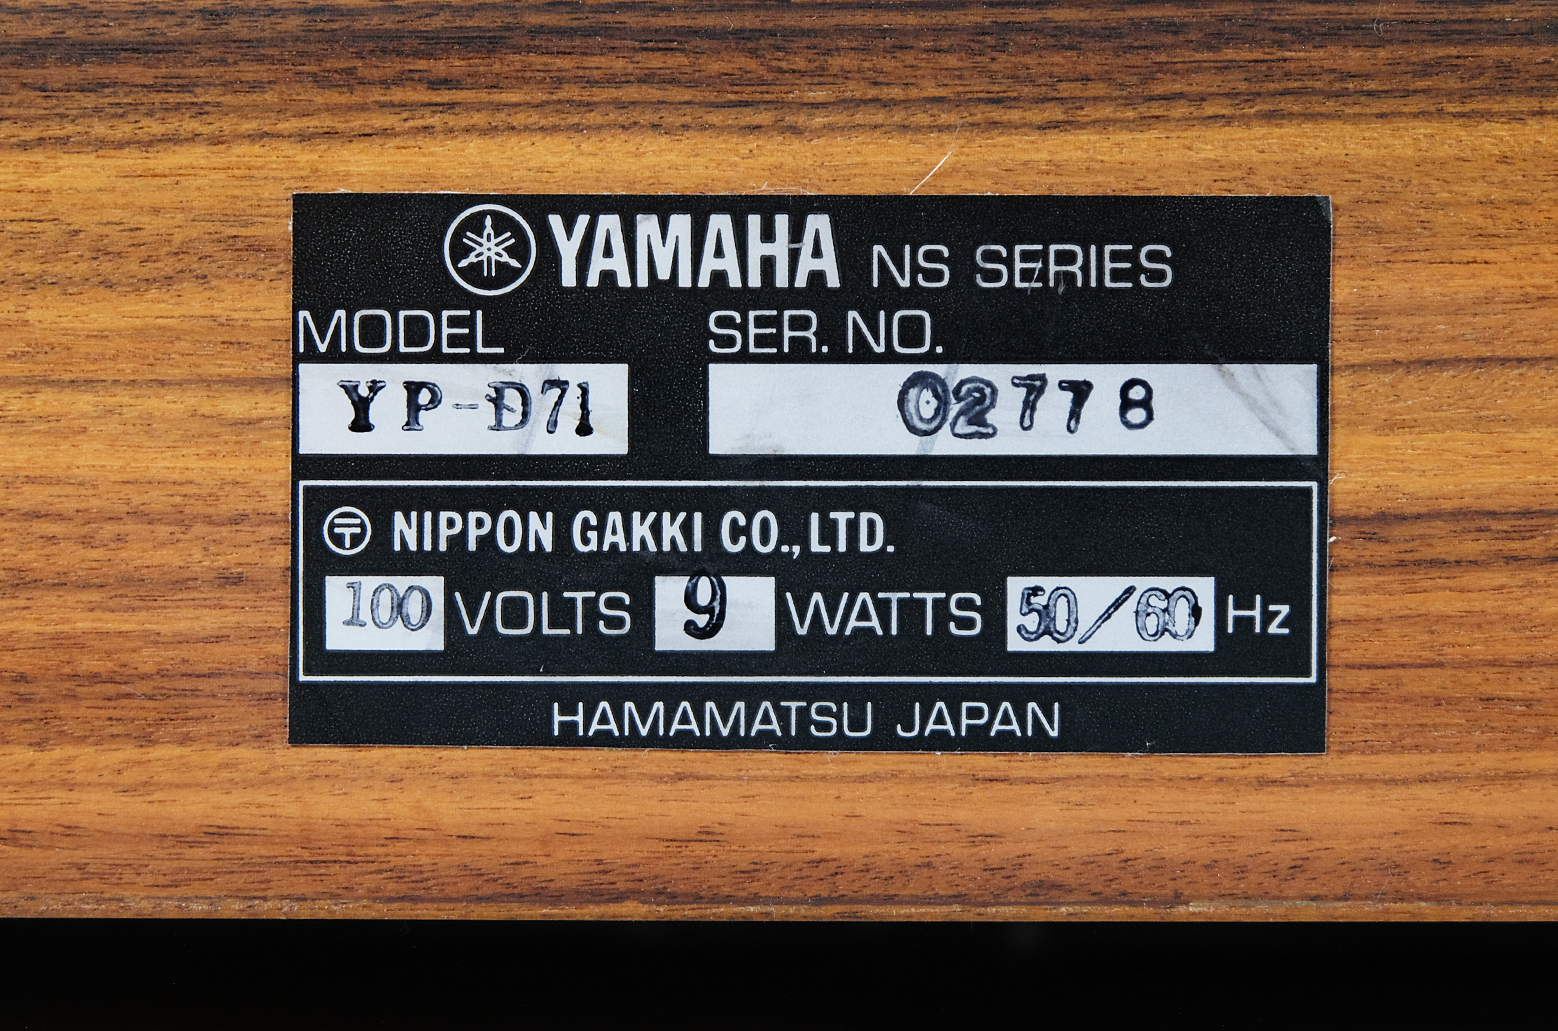 YAMAHA NS SERIES
MODEL SER. NO.
YP-D71 02778
〒 NIPPON GAKKI CO.,LTD.
100 VOLTS 9 WATTS 50/60 Hz
HAMAMATSU JAPAN